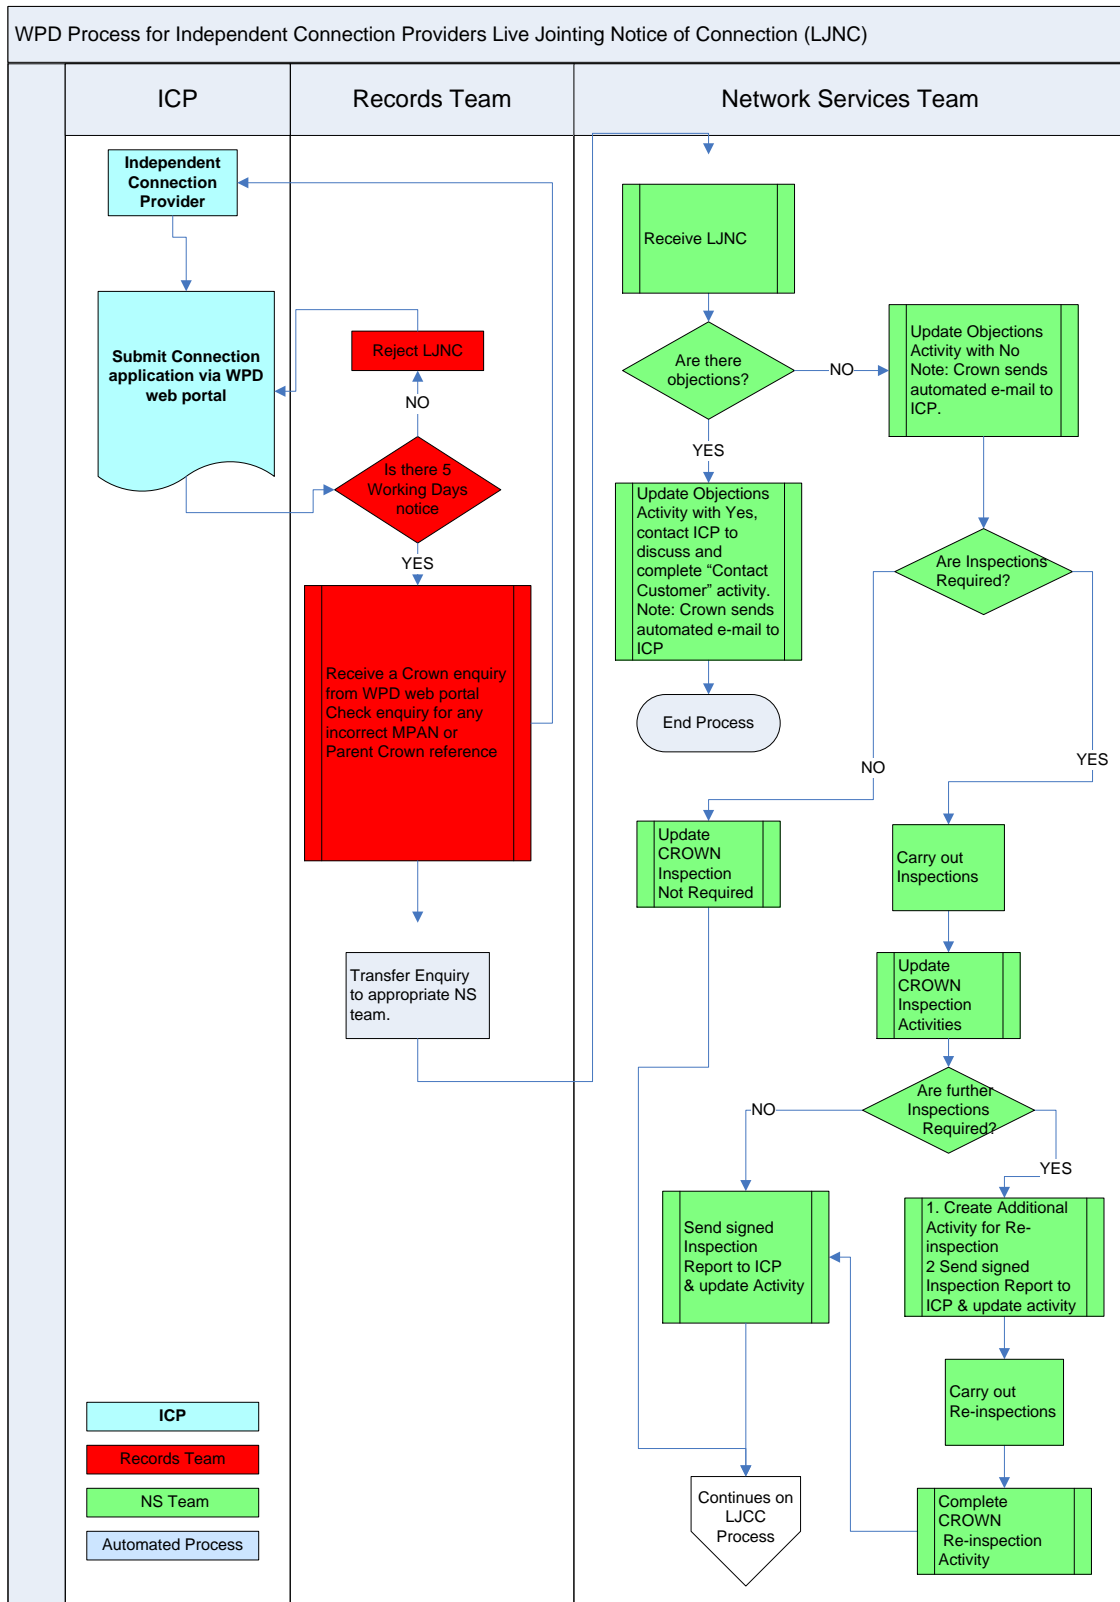 WPD Process for Independent Connection Providers Live Jointing Notice of Connection (LJNC)
ICP
Records Team
Network Services Team
Independent
Connection
Provider
Submit Connection
application via WPD
web portal
Reject LJNC
NO
Is there 5
Working Days
notice
YES
Receive a Crown enquiry
from WPD web portal
Check enquiry for any
incorrect MPAN or
Parent Crown reference
Transfer Enquiry
to appropriate NS
team.
Receive LJNC
Are there
objections?
NO
Update Objections
Activity with No
Note: Crown sends
automated e-mail to
ICP.
YES
Update Objections
Activity with Yes,
contact ICP to
discuss and
complete “Contact
Customer” activity.
Note: Crown sends
automated e-mail to
ICP
End Process
Are Inspections
Required?
NO
YES
Update
CROWN
Inspection
Not Required
Carry out
Inspections
Update
CROWN
Inspection
Activities
Are further
Inspections
Required?
NO
YES
Send signed
Inspection
Report to ICP
& update Activity
1. Create Additional
Activity for Re-
inspection
2 Send signed
Inspection Report to
ICP & update activity
Carry out
Re-inspections
Complete
CROWN
Re-inspection
Activity
Continues on
LJCC
Process
ICP
Records Team
NS Team
Automated Process